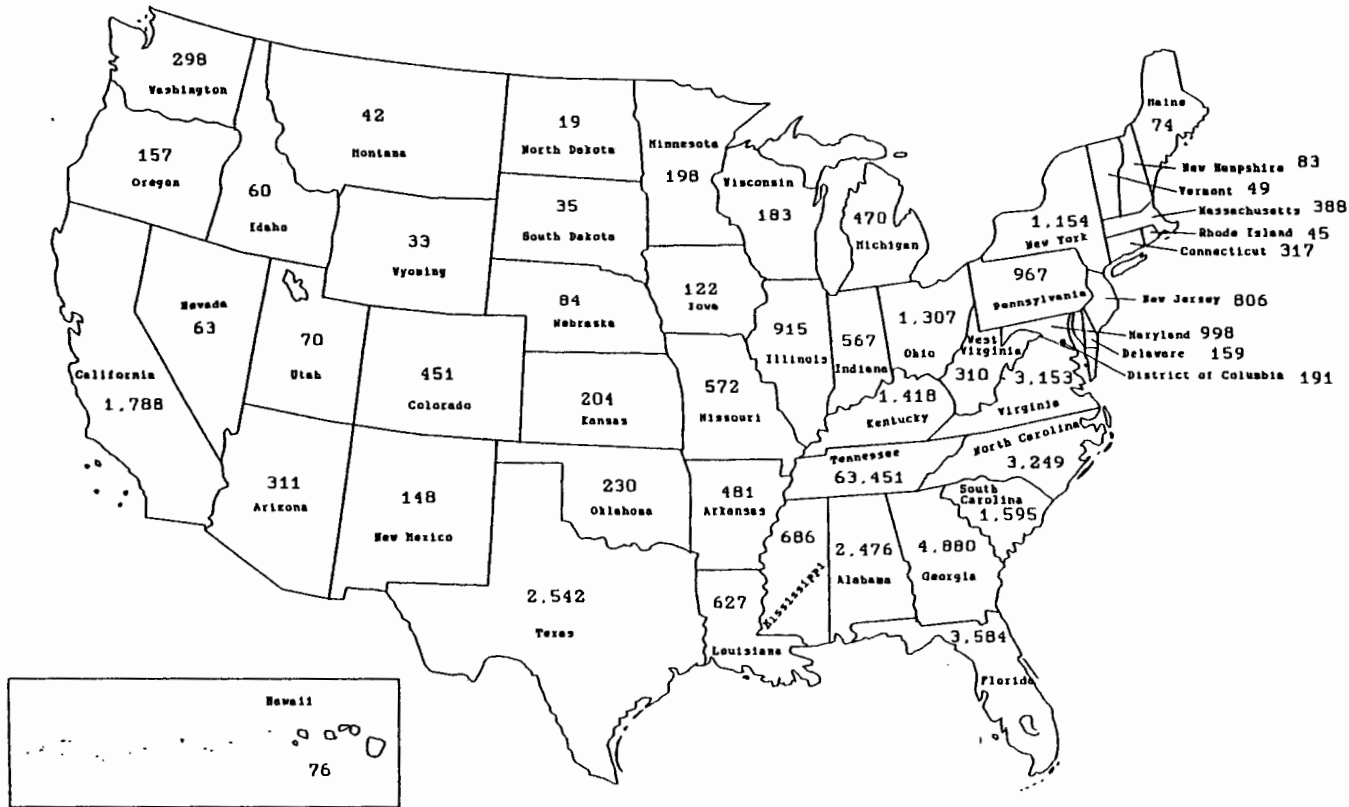 298
Washington
157
Oregon
60
Idaho
42
Montana
19
North Dakota
Minnesota
198
35
South Dakota
33
Wyoming
Wisconsin
183
470
Michigan
Maine
74
New Hampshire 83
Vermont 49
Massachusetts 388
Rhode Island 45
Connecticut 317
1,154
New York
967
Pennsylvania
New Jersey 806
Maryland 998
Delaware 159
District of Columbia 191
Nevada
63
70
Utah
84
Nebraska
122
Iowa
915
Illinois
567
Indiana
1,307
Ohio
West
Virginia
310
3,153
Virginia
California
1,788
451
Colorado
204
Kansas
572
Missouri
1,418
Kentucky
Tennessee
63,451
North Carolina
3,249
South
Carolina
1,595
311
Arizona
148
New Mexico
230
Oklahoma
481
Arkansas
686
Mississippi
2,476
Alabama
4,880
Georgia
2,542
Texas
627
Louisiana
3,584
Florida
Hawaii
76